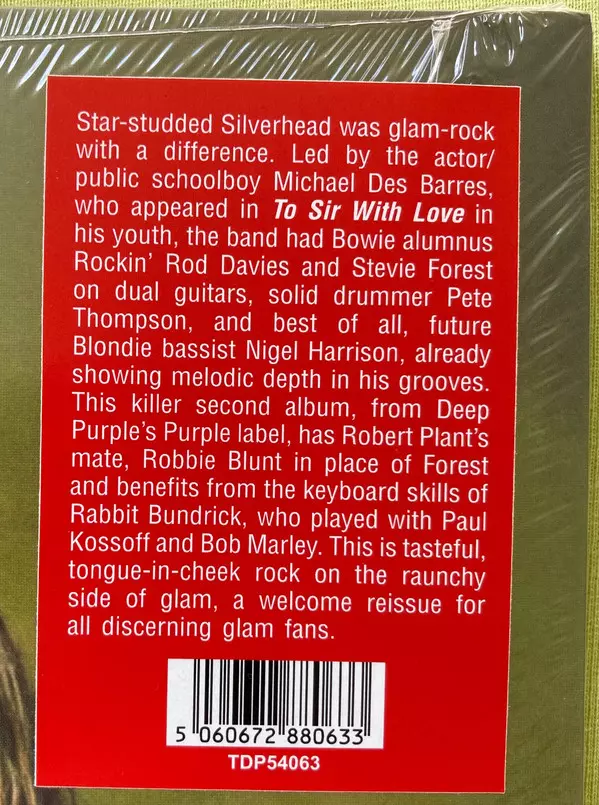 Star-studded Silverhead was glam-rock
with a difference. Led by the actor/
public schoolboy Michael Des Barres,
who appeared in To Sir With Love in
his youth, the band had Bowie alumnus
Rockin’ Rod Davies and Stevie Forest
on dual guitars, solid drummer Pete
Thompson, and best of all, future
Blondie bassist Nigel Harrison, already
showing melodic depth in his grooves.
This killer second album, from Deep
Purple’s Purple label, has Robert Plant’s
mate, Robbie Blunt in place of Forest
and benefits from the keyboard skills of
Rabbit Bundrick, who played with Paul
Kossoff and Bob Marley. This is tasteful,
tongue-in-cheek rock on the raunchy
side of glam, a welcome reissue for
all discerning glam fans.
5 060672 880633
TDP54063